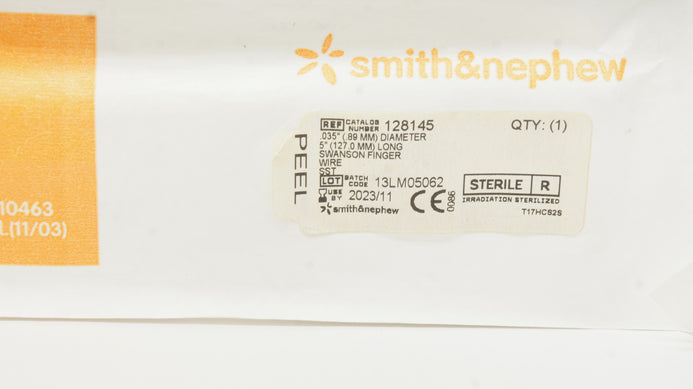 smith&nephew
REF CATALOG NUMBER 128145 QTY: (1)
.035" (.89 MM) DIAMETER
5" (127.0 MM) LONG
SWANSON FINGER
WIRE
SST
LOT BATCH CODE 13LM05062
USE BY 2023/11
smith&nephew
CE 0086
STERILE R
IRRADIATION STERILIZED
T17HCS2S
PEEL
10463
L(11/03)